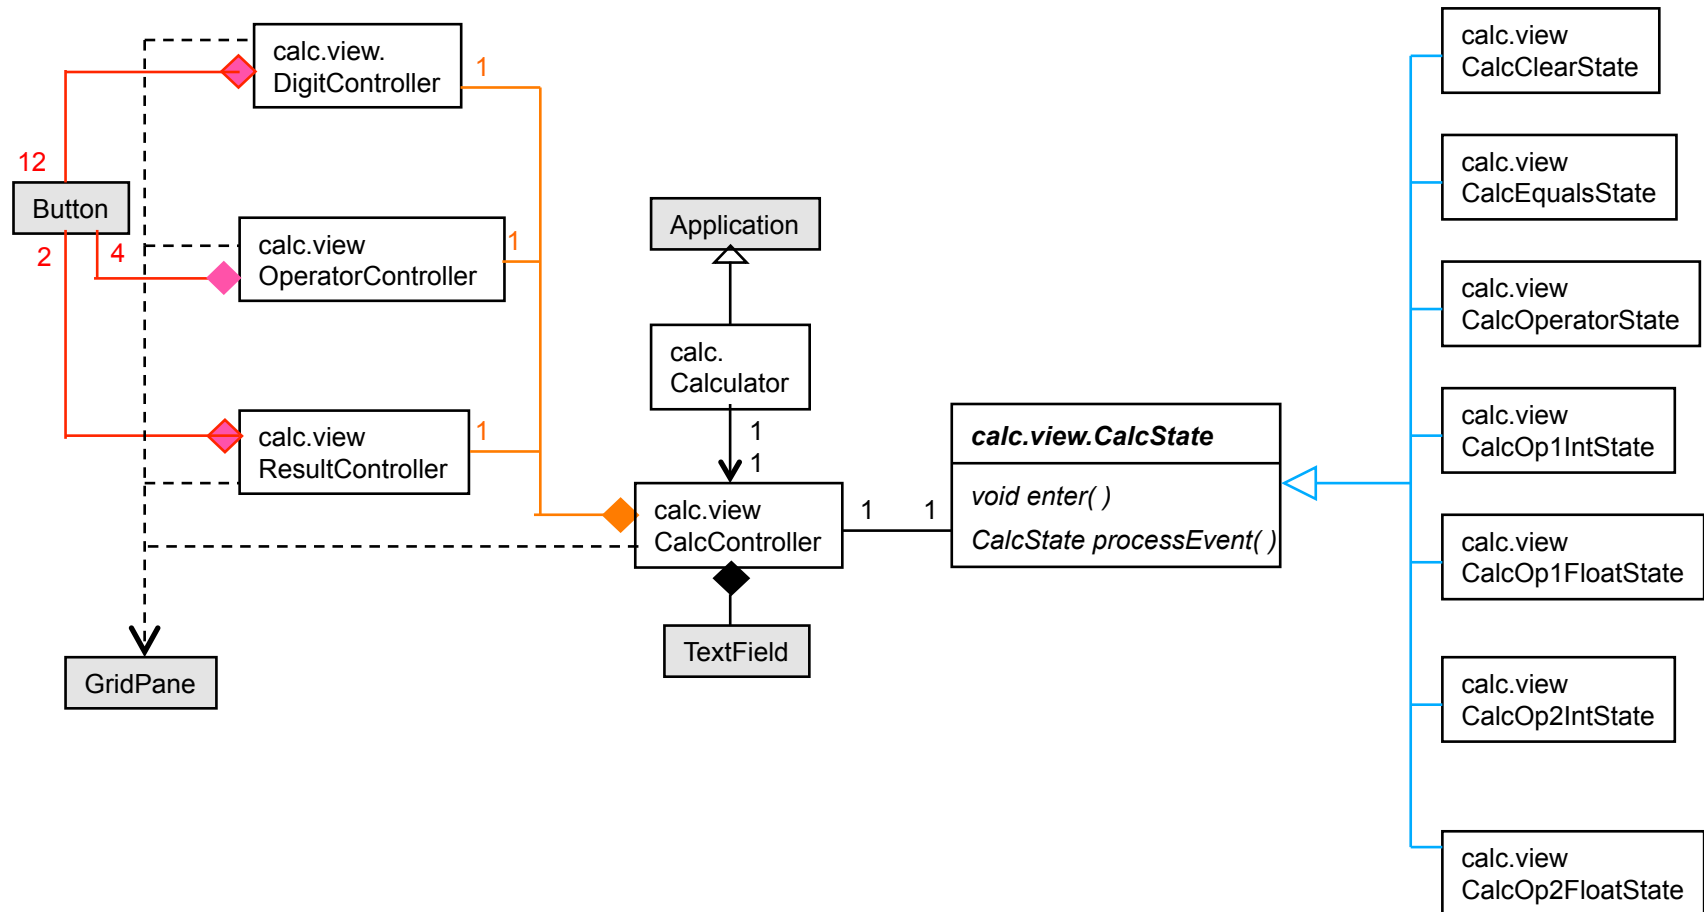 calc.view.
DigitController
1
12
Button
2
4
calc.view
OperatorController
1
calc.view
ResultController
1
GridPane
Application
calc.
Calculator
1
1
calc.view
CalcController
TextField
1
1
calc.view.CalcState
void enter( )
CalcState processEvent( )
calc.view
CalcClearState
calc.view
CalcEqualsState
calc.view
CalcOperatorState
calc.view
CalcOp1IntState
calc.view
CalcOp1FloatState
calc.view
CalcOp2IntState
calc.view
CalcOp2FloatState